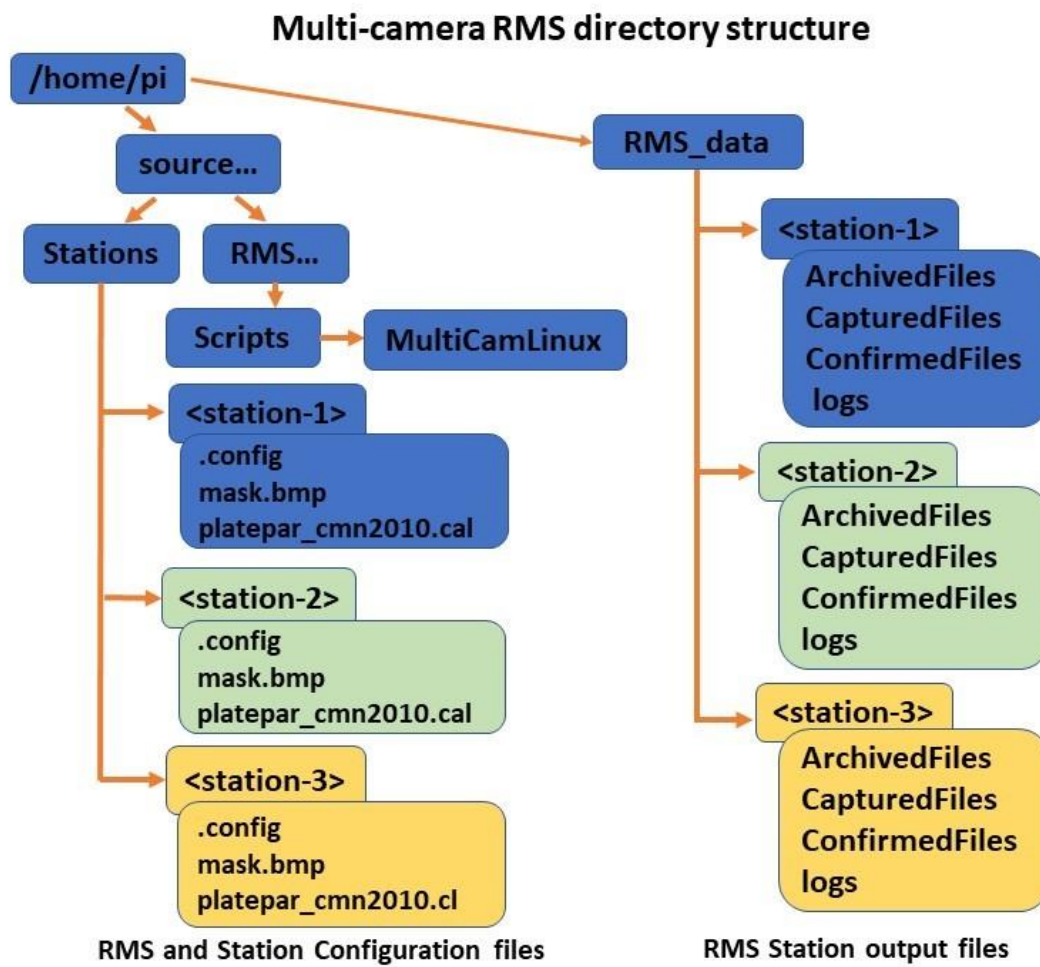 Multi-camera RMS directory structure
/home/pi
source...
Stations
RMS...
Scripts
MultiCamLinux
<station-1>
.config
mask.bmp
platepar_cmn2010.cal
<station-2>
.config
mask.bmp
platepar_cmn2010.cal
<station-3>
.config
mask.bmp
platepar_cmn2010.cl
RMS and Station Configuration files
RMS_data
<station-1>
ArchivedFiles
CapturedFiles
ConfirmedFiles
logs
<station-2>
ArchivedFiles
CapturedFiles
ConfirmedFiles
logs
<station-3>
ArchivedFiles
CapturedFiles
ConfirmedFiles
logs
RMS Station output files